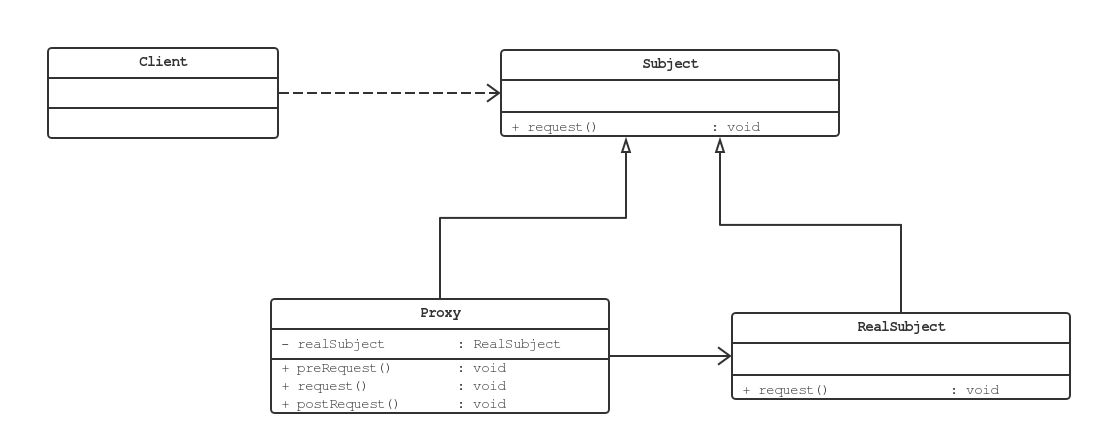 Client
Subject
+ request() : void
Proxy
- realSubject : RealSubject
+ preRequest() : void
+ request() : void
+ postRequest() : void
RealSubject
+ request() : void